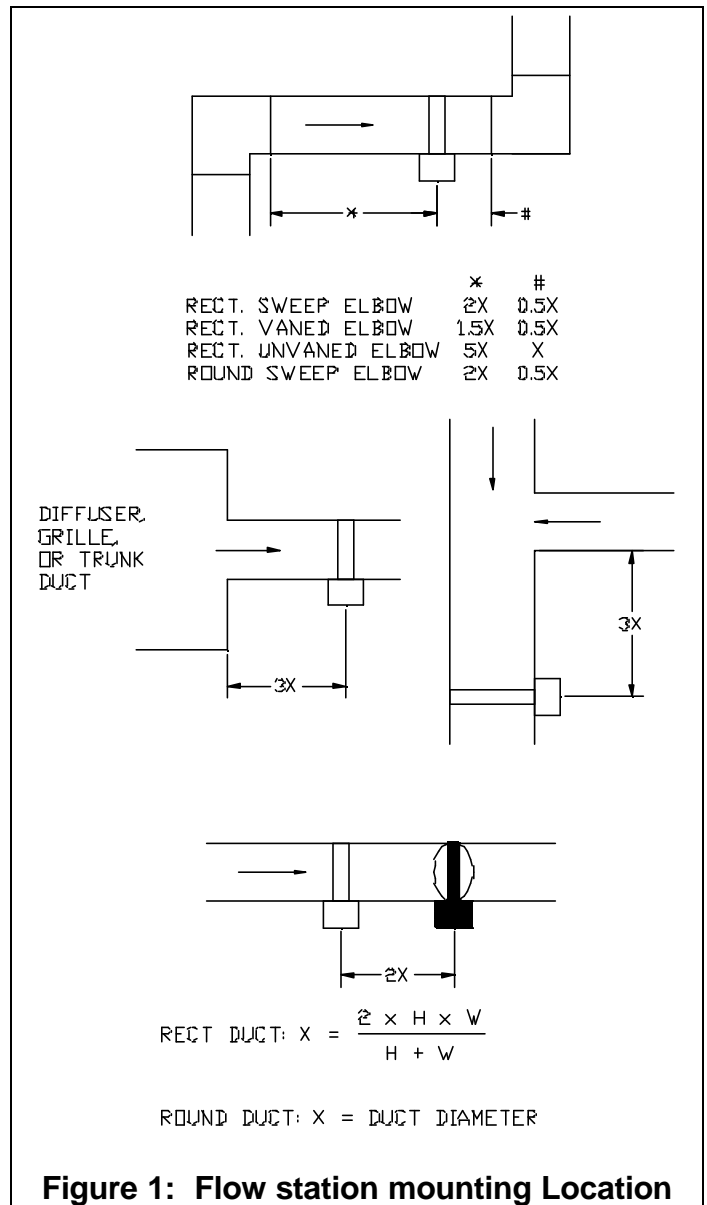 *
#
* #
RECT. SWEEP ELBOW 2X 0.5X
RECT. VANED ELBOW 1.5X 0.5X
RECT. UNVANED ELBOW 5X X
ROUND SWEEP ELBOW 2X 0.5X
DIFFUSER,
GRILLE,
OR TRUNK
DUCT
3X
3X
2X
RECT DUCT: X = 2 x H x W
H + W
ROUND DUCT: X = DUCT DIAMETER
Figure 1: Flow station mounting Location